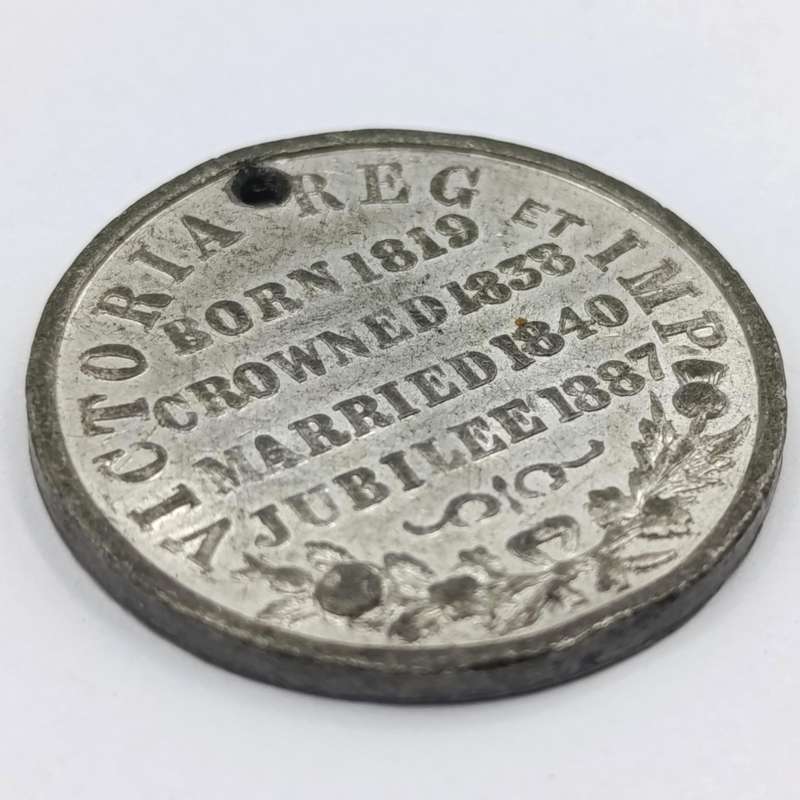 VICTORIA REG ET IMP
BORN 1819
CROWNED 1838
MARRIED 1840
JUBILEE 1887